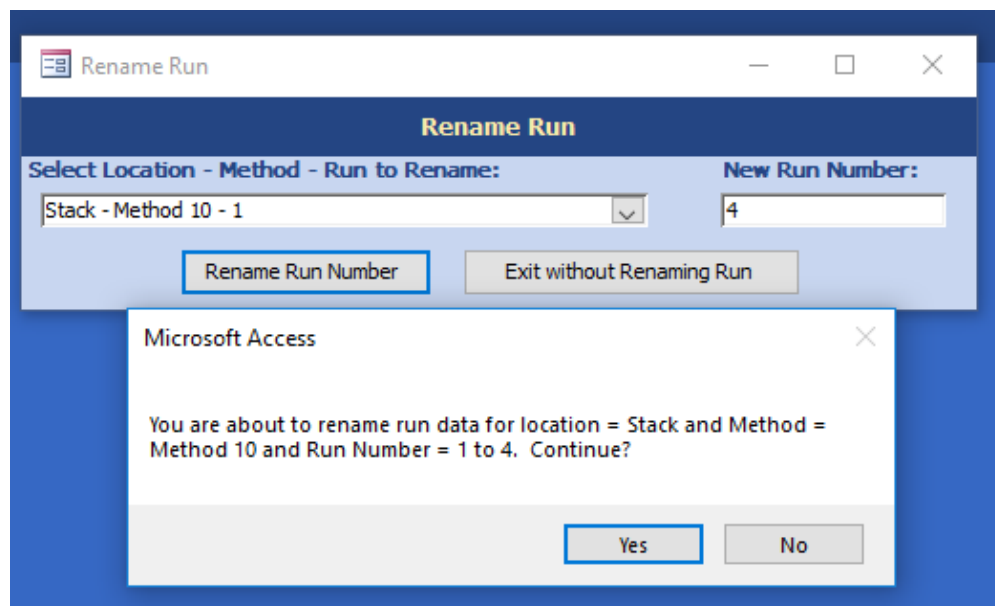 Rename Run
Rename Run
Select Location - Method - Run to Rename:
New Run Number:
Stack - Method 10 - 1
4
Rename Run Number
Exit without Renaming Run
Microsoft Access
You are about to rename run data for location = Stack and Method =
Method 10 and Run Number = 1 to 4.  Continue?
Yes
No